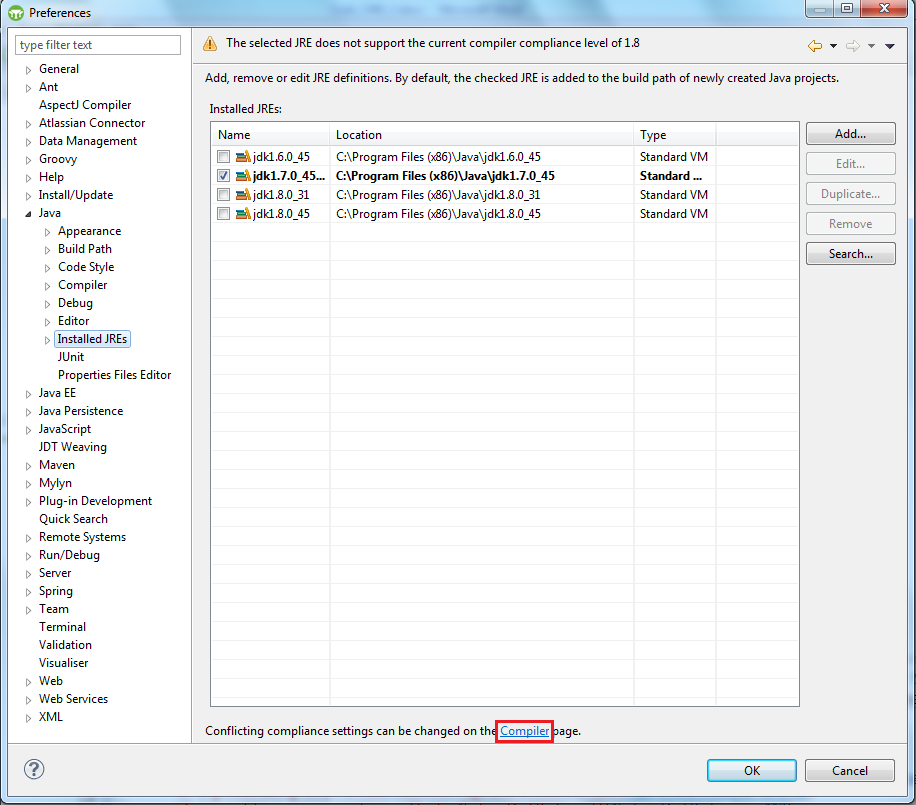 Preferences
type filter text
General
Ant
AspectJ Compiler
Atlassian Connector
Data Management
Groovy
Help
Install/Update
Java
Appearance
Build Path
Code Style
Compiler
Debug
Editor
Installed JREs
JUnit
Properties Files Editor
Java EE
Java Persistence
JavaScript
JDT Weaving
Maven
Mylyn
Plug-in Development
Quick Search
Remote Systems
Run/Debug
Server
Spring
Team
Terminal
Validation
Visualiser
Web
Web Services
XML
The selected JRE does not support the current compiler compliance level of 1.8
Add, remove or edit JRE definitions. By default, the checked JRE is added to the build path of newly created Java projects.
Installed JREs:
Name Location Type
jdk1.6.0_45 C:\Program Files (x86)\Java\jdk1.6.0_45 Standard VM
jdk1.7.0_45... C:\Program Files (x86)\Java\jdk1.7.0_45 Standard ...
jdk1.8.0_31 C:\Program Files (x86)\Java\jdk1.8.0_31 Standard VM
jdk1.8.0_45 C:\Program Files (x86)\Java\jdk1.8.0_45 Standard VM
Add...
Edit...
Duplicate...
Remove
Search...
Conflicting compliance settings can be changed on the Compiler page.
OK
Cancel